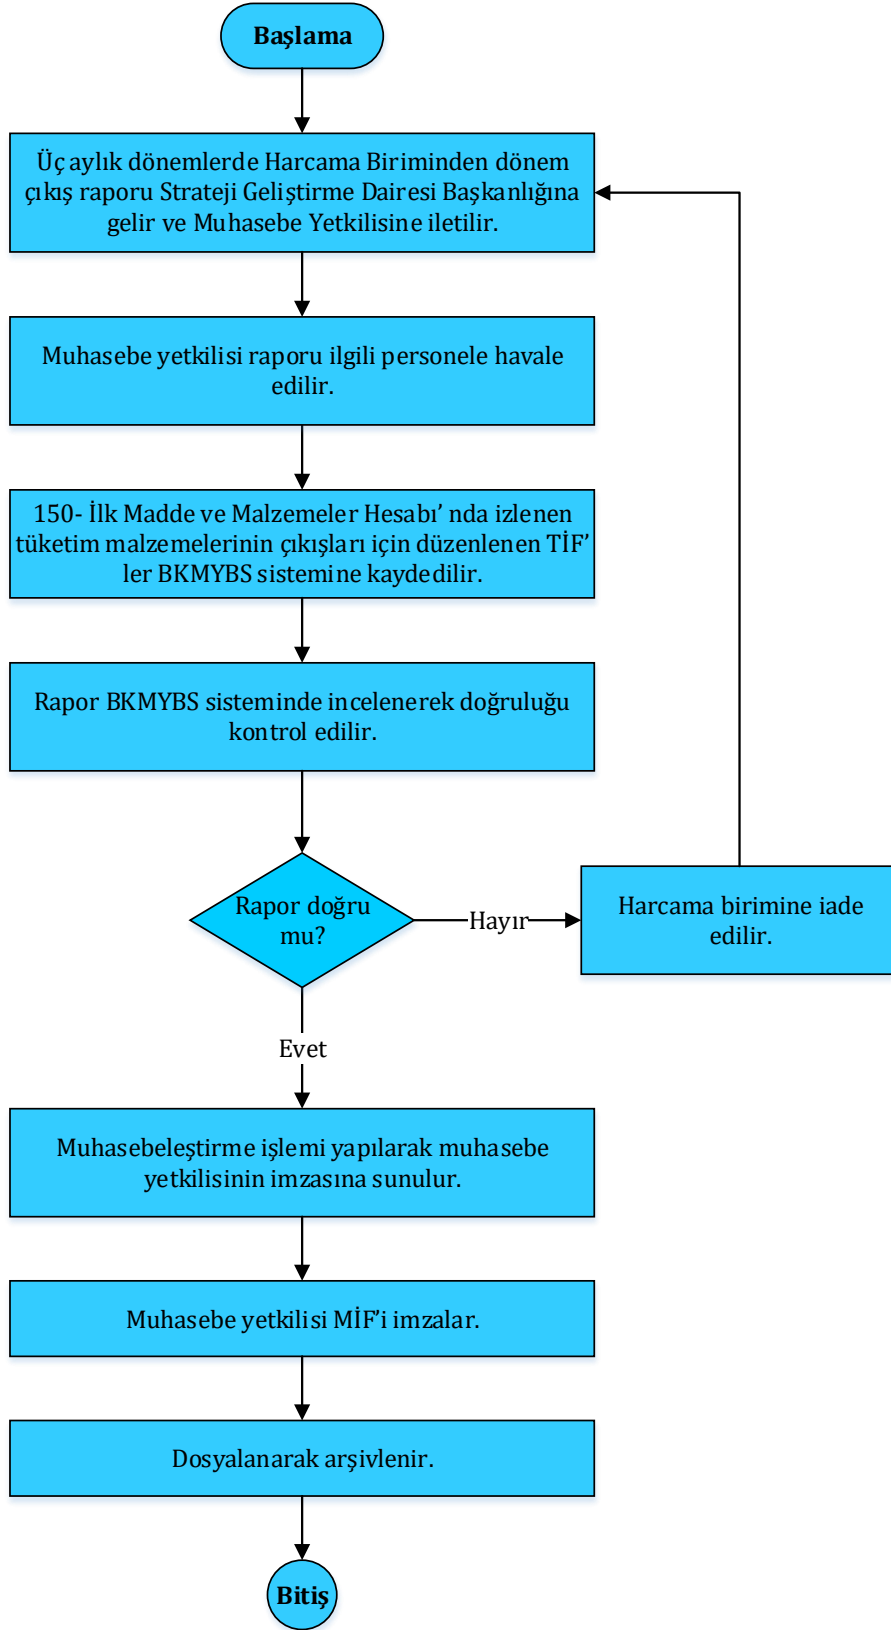 Başlama
Üç aylık dönemlerde Harcama Biriminden dönem
çıkış raporu Strateji Geliştirme Dairesi Başkanlığına
gelir ve Muhasebe Yetkilisine iletilir.
Muhasebe yetkilisi raporu ilgili personele havale
edilir.
150- İlk Madde ve Malzemeler Hesabı’ nda izlenen
tüketim malzemelerinin çıkışları için düzenlenen TİF’
ler BKMYBS sistemine kaydedilir.
Rapor BKMYBS sisteminde incelenerek doğruluğu
kontrol edilir.
Rapor doğru
mu?
Hayır
Harcama birimine iade
edilir.
Evet
Muhasebeleştirme işlemi yapılarak muhasebe
yetkilisinin imzasına sunulur.
Muhasebe yetkilisi MİF’i imzalar.
Dosyalanarak arşivlenir.
Bitiş